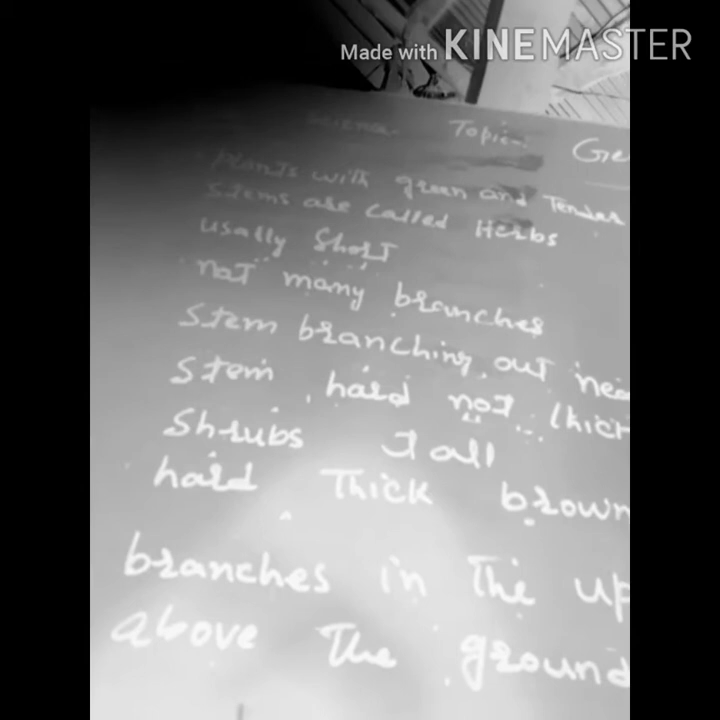 Made with KINEMASTER
Science Topic Ge
Plants with green and Tender
Stems are called Herbs
usally Short
not many branches
Stem branching out nea
Stem hard not thick
Shrubs Tall
hard Thick brown
branches in The up
above The ground